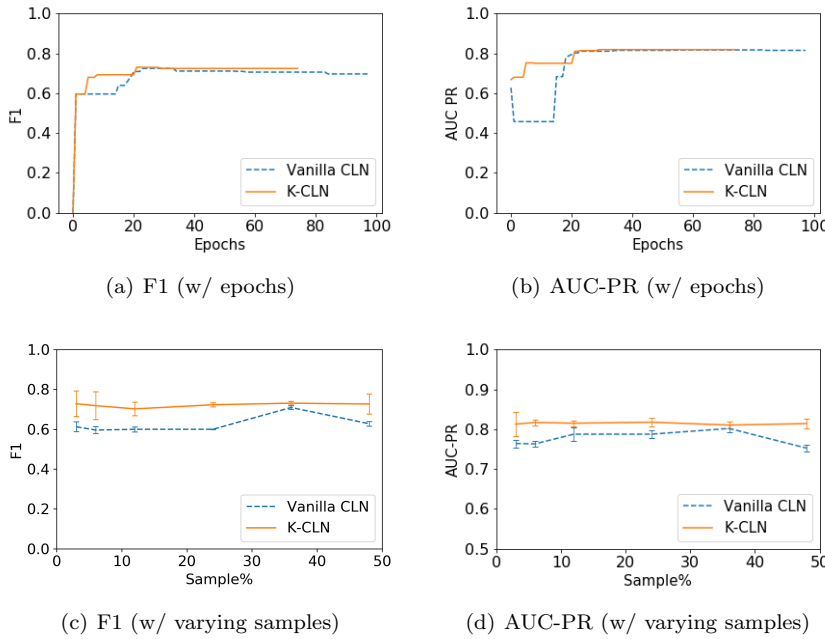 1.0
0.8
0.6
0.4
0.2
0.0
F1
0 20 40 60 80 100
Epochs
Vanilla CLN
K-CLN
(a) F1 (w/ epochs)
1.0
0.8
0.6
0.4
0.2
0.0
AUC PR
0 20 40 60 80 100
Epochs
Vanilla CLN
K-CLN
(b) AUC-PR (w/ epochs)
1.0
0.8
0.6
0.4
0.2
0.0
F1
0 10 20 30 40 50
Sample%
Vanilla CLN
K-CLN
(c) F1 (w/ varying samples)
1.0
0.9
0.8
0.7
0.6
0.5
AUC-PR
0 10 20 30 40 50
Sample%
Vanilla CLN
K-CLN
(d) AUC-PR (w/ varying samples)